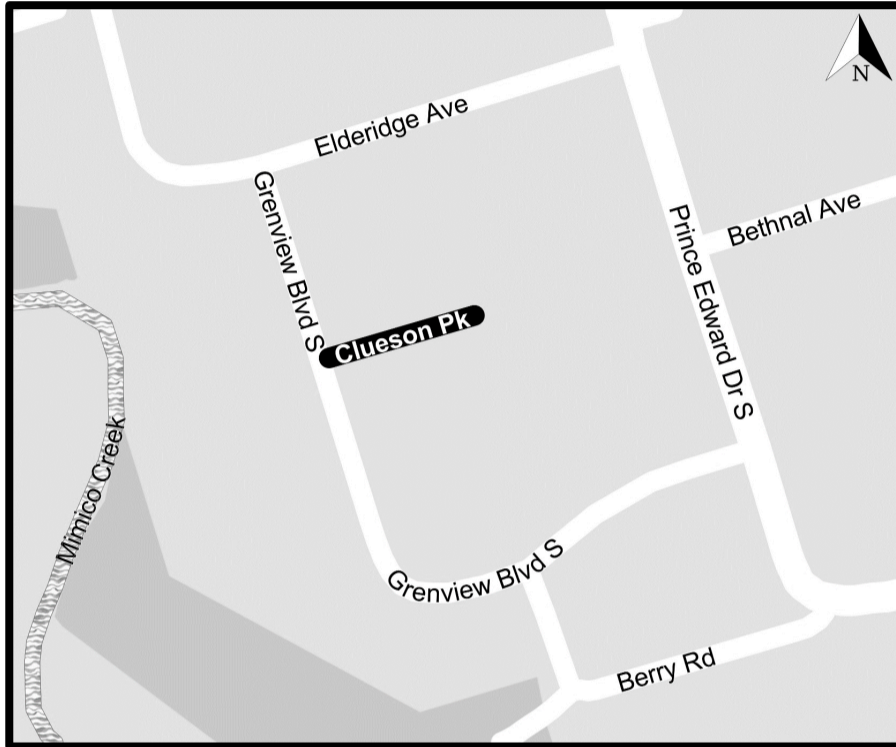 N
Elderidge Ave
Grenview Blvd S
Prince Edward Dr S
Bethnal Ave
Clueson Pk
Mimico Creek
Grenview Blvd S
Berry Rd